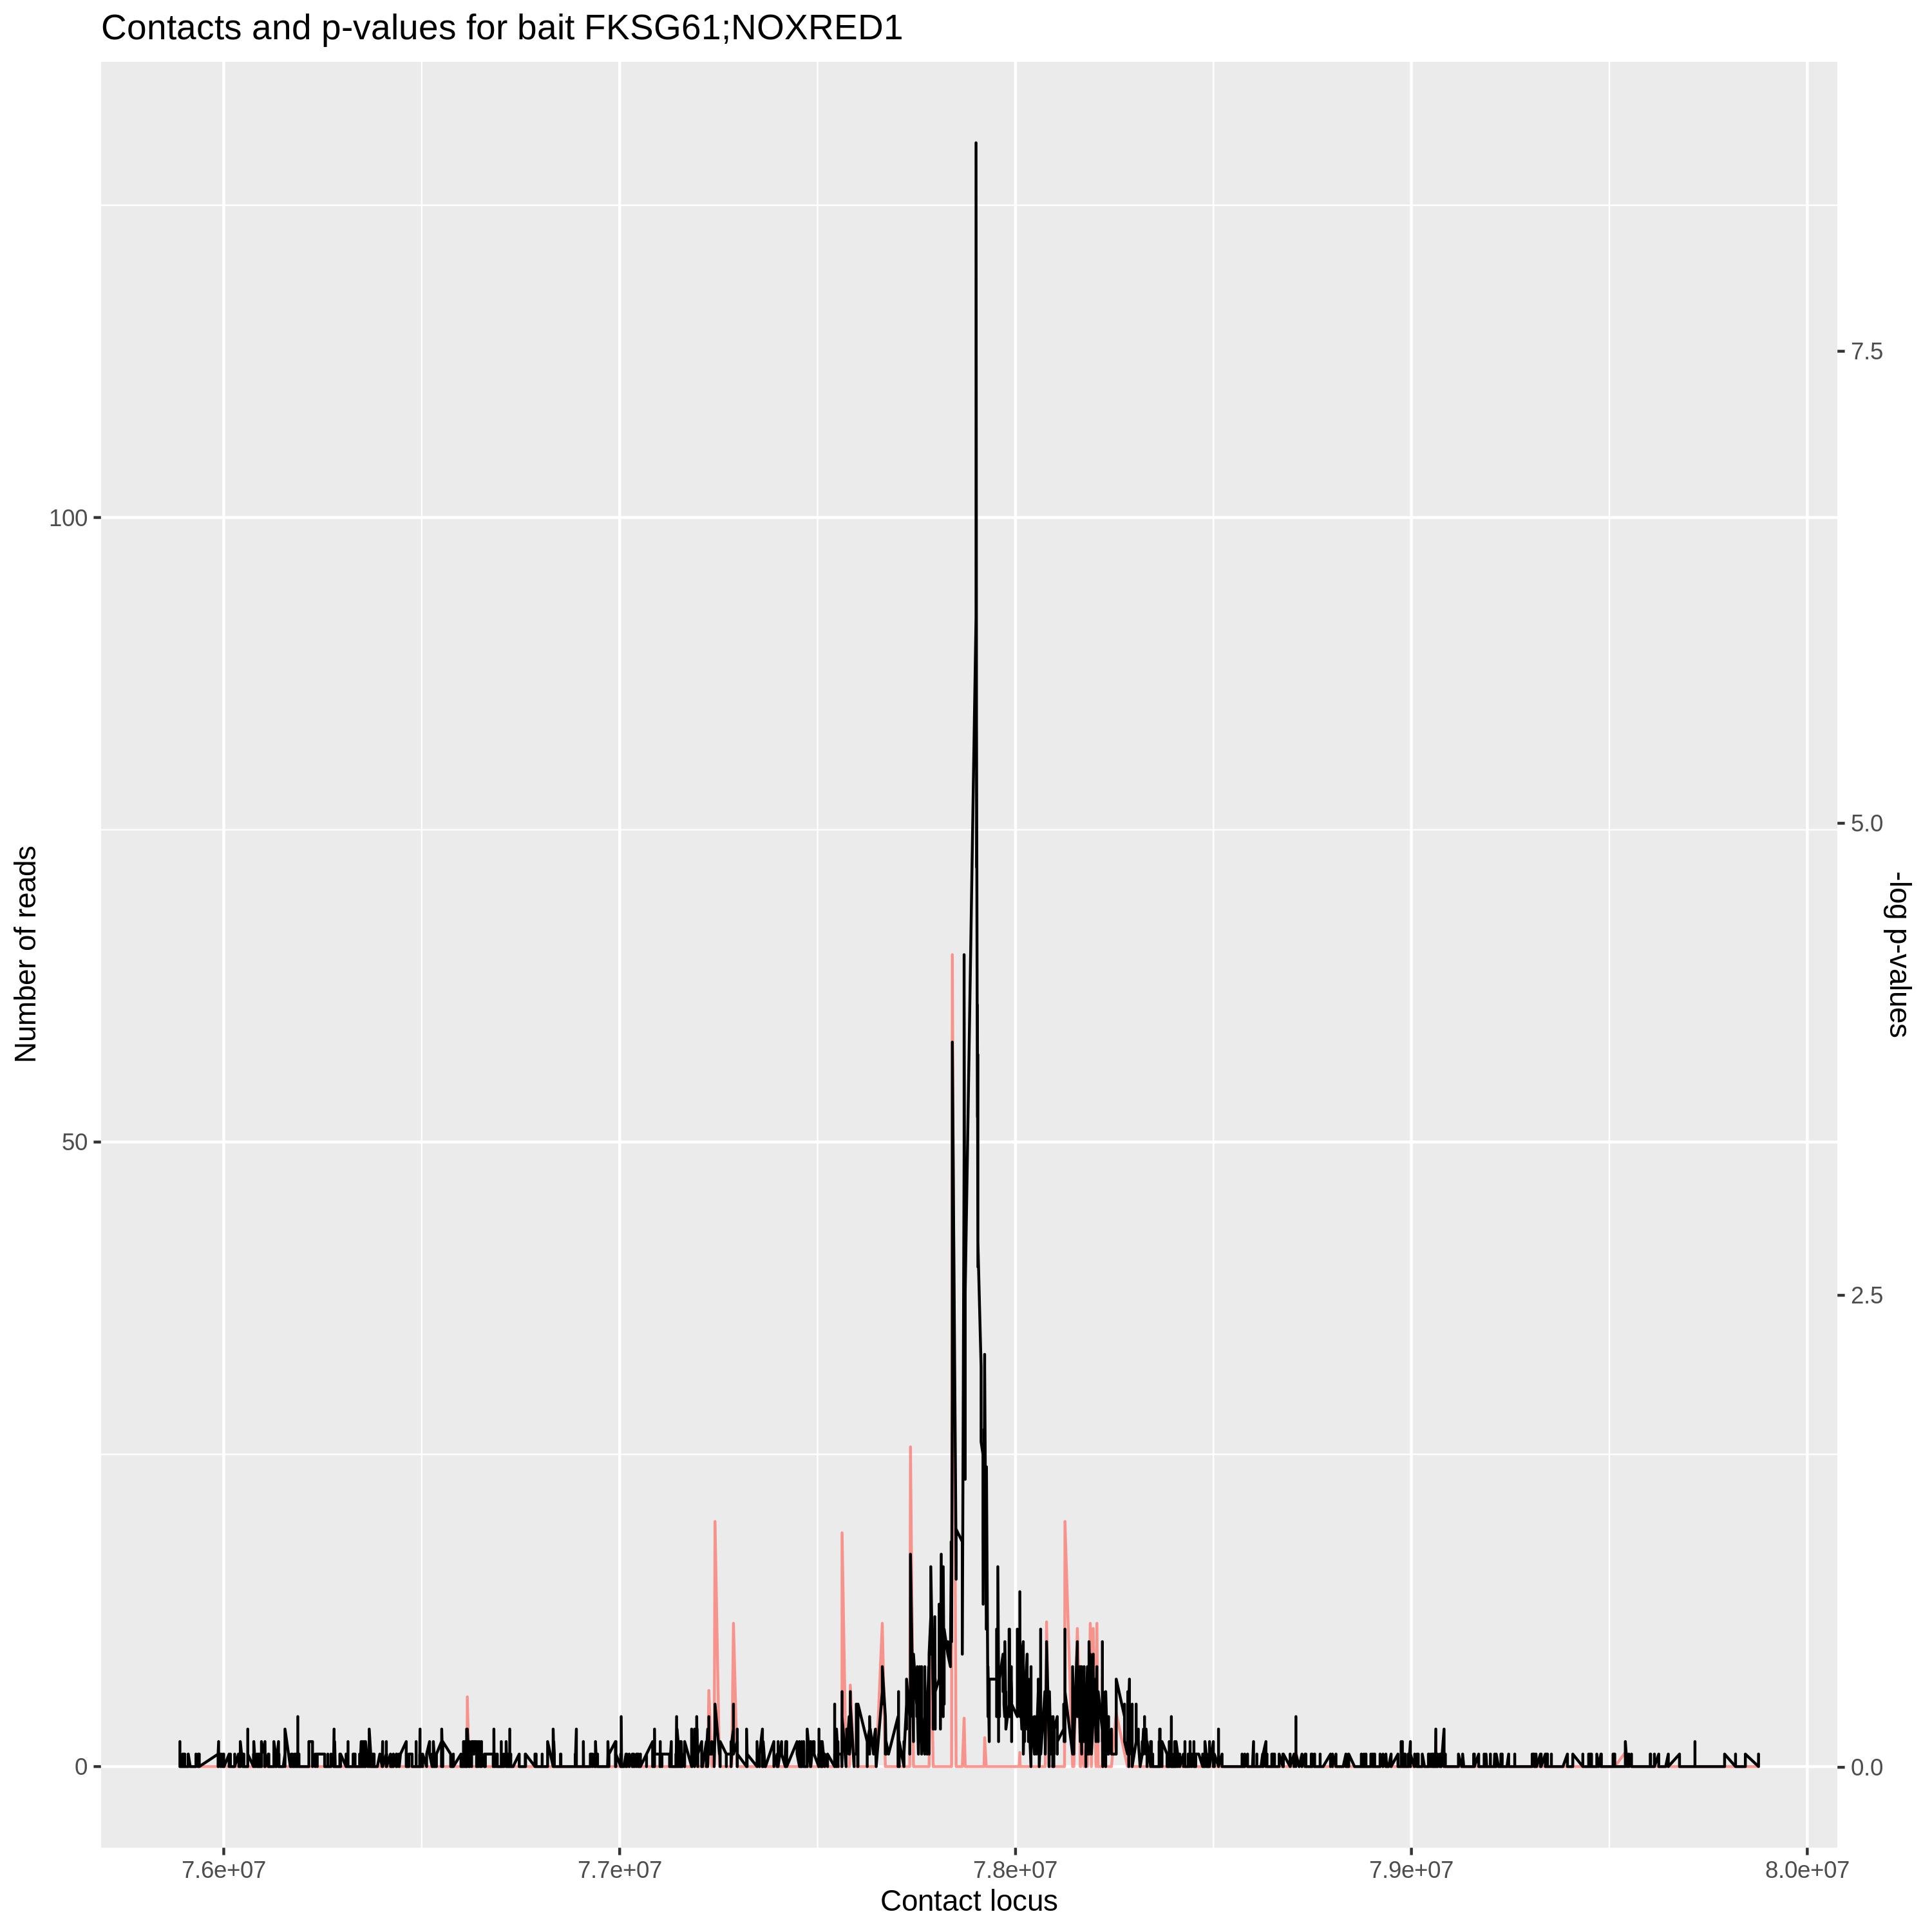 Contacts and p-values for bait FKSG61;NOXRED1
100
50
0
Number of reads
7.5
5.0
2.5
0.0
-log p-values
7.6e+07
7.7e+07
7.8e+07
7.9e+07
8.0e+07
Contact locus